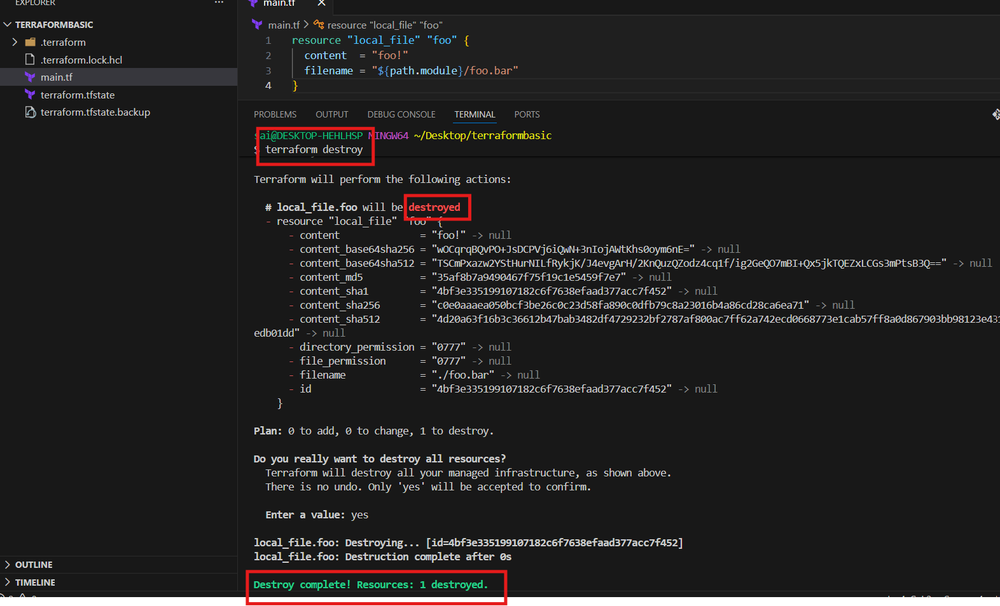 EXPLORER
TERRAFORMBASIC
.terraform
.terraform.lock.hcl
main.tf
terraform.tfstate
terraform.tfstate.backup
OUTLINE
TIMELINE
main.tf
main.tf > resource "local_file" "foo"
1 resource "local_file" "foo" {
2 content = "foo!"
3 filename = "${path.module}/foo.bar"
4 }
PROBLEMS OUTPUT DEBUG CONSOLE TERMINAL PORTS
sai@DESKTOP-HEHLHSP MINGW64 ~/Desktop/terraformbasic
$ terraform destroy
Terraform will perform the following actions:
# local_file.foo will be destroyed
- resource "local_file" "foo" {
- content = "foo!" -> null
- content_base64sha256 = "wOCqrqBQvPO+JsDCPVj6iQwN+3nIojAWtKhs0oym6nE=" -> null
- content_base64sha512 = "TSCmPxazw2YStHurNILfRykjK/J4evgArH/2KnQuzQZodz4cq1f/ig2GeQO7mBI+Qx5jkTQEZxLCGs3mPtsB3Q==" -> null
- content_md5 = "35af8b7a9490467f75f19c1e5459f7e7" -> null
- content_sha1 = "4bf3e335199107182c6f7638efaad377acc7f452" -> null
- content_sha256 = "c0e0aaaea050bcf3be26c0c23d58fa890c0dfb79c8a23016b4a86cd28ca6ea71" -> null
- content_sha512 = "4d20a63f16b3c36612b47bab3482df4729232bf2787af800ac7ff62a742ecd0668773e1cab57ff8a0d867903bb98123e431
edb01dd" -> null
- directory_permission = "0777" -> null
- file_permission = "0777" -> null
- filename = "./foo.bar" -> null
- id = "4bf3e335199107182c6f7638efaad377acc7f452" -> null
}
Plan: 0 to add, 0 to change, 1 to destroy.
Do you really want to destroy all resources?
Terraform will destroy all your managed infrastructure, as shown above.
There is no undo. Only 'yes' will be accepted to confirm.
Enter a value: yes
local_file.foo: Destroying... [id=4bf3e335199107182c6f7638efaad377acc7f452]
local_file.foo: Destruction complete after 0s
Destroy complete! Resources: 1 destroyed.